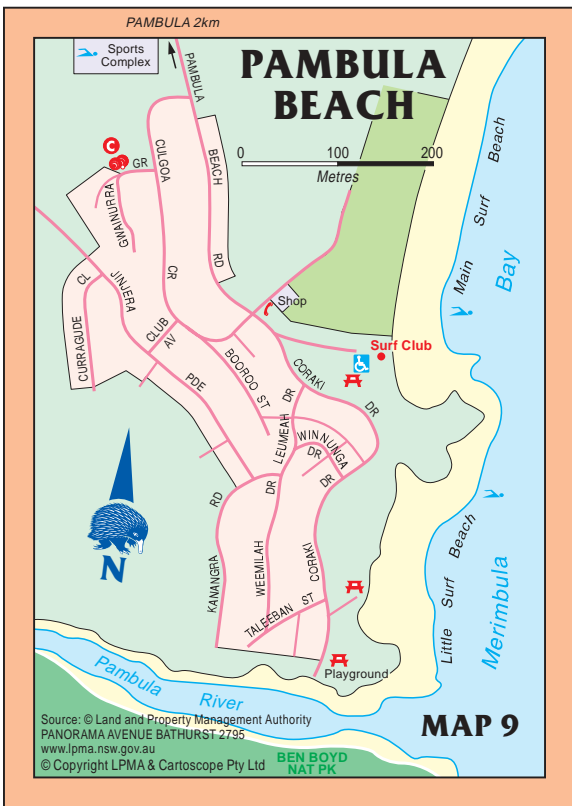 PAMBULA 2km
Sports
Complex
PAMBULA
BEACH
PAMBULA
BEACH
RD
0 100 200
Metres
C
GR
CULGOA
CR
GWAINURRA
CL
JINJERA
PDE
CURRAGUDE
CLUB
AV
BOOROO ST
Shop
Surf Club
CORAKI
DR
LEUMEAH
DR
WINNUNGA
DR
DR
DR
RD
KANANGRA
WEEMILAH
CORAKI
TALEEBAN ST
Playground
N
Main Surf Beach
Bay
Little Surf Beach
Merimbula
Pambula River
Source: © Land and Property Management Authority
PANORAMA AVENUE BATHURST 2795
www.lpma.nsw.gov.au
© Copyright LPMA & Cartoscope Pty Ltd
BEN BOYD
NAT PK
MAP 9